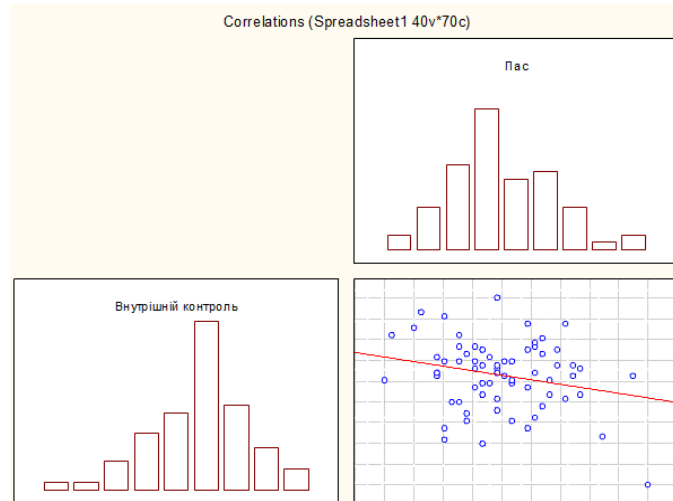 Correlations (Spreadsheet1 40v*70c)
Пас
Внутрішній контроль